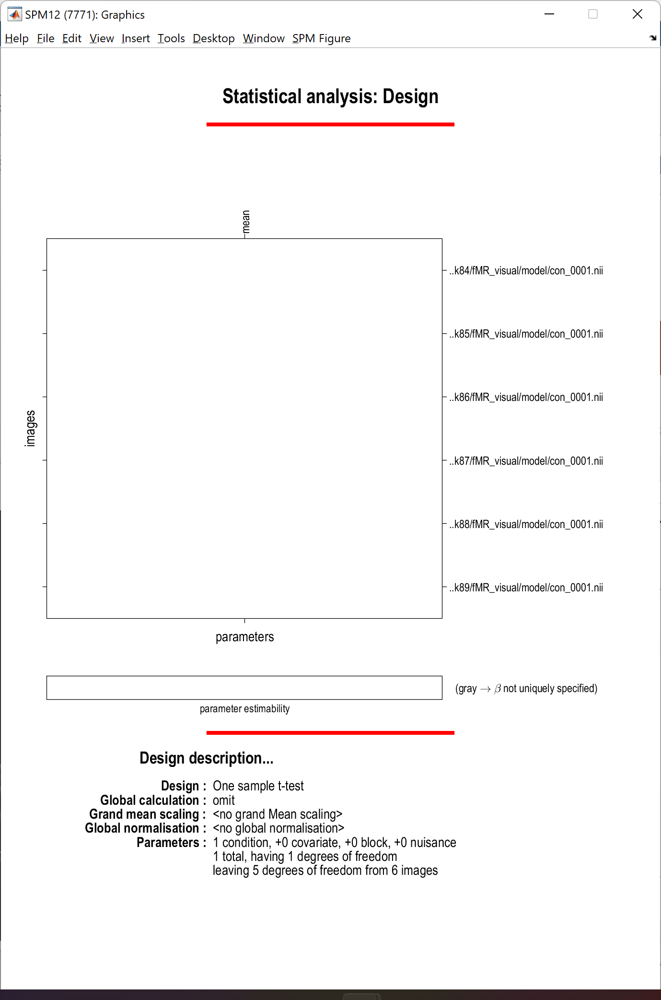 SPM12 (7771): Graphics
Help File Edit View Insert Tools Desktop Window SPM Figure
Statistical analysis: Design
mean
..k84/fMR_visual/model/con_0001.nii
..k85/fMR_visual/model/con_0001.nii
..k86/fMR_visual/model/con_0001.nii
images
..k87/fMR_visual/model/con_0001.nii
..k88/fMR_visual/model/con_0001.nii
..k89/fMR_visual/model/con_0001.nii
parameters
(gray → β not uniquely specified)
parameter estimability
Design description...
Design : One sample t-test
Global calculation : omit
Grand mean scaling : <no grand Mean scaling>
Global normalisation : <no global normalisation>
Parameters : 1 condition, +0 covariate, +0 block, +0 nuisance
1 total, having 1 degrees of freedom
leaving 5 degrees of freedom from 6 images